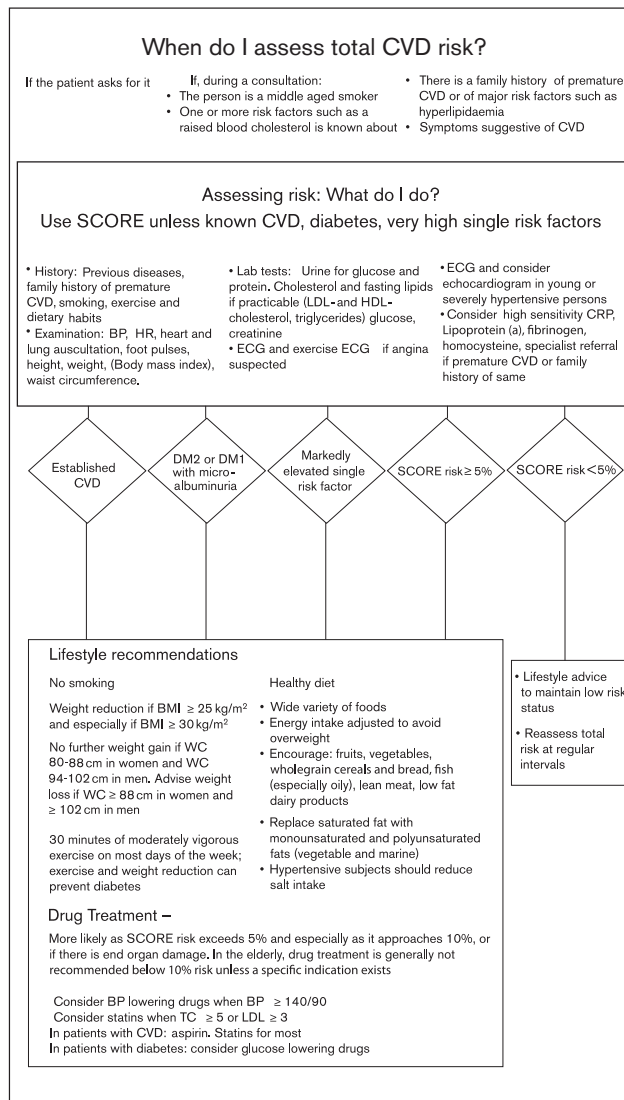 When do I assess total CVD risk?
If the patient asks for it
If, during a consultation:
• The person is a middle aged smoker
• One or more risk factors such as a
raised blood cholesterol is known about
• There is a family history of premature
CVD or of major risk factors such as
hyperlipidaemia
• Symptoms suggestive of CVD
Assessing risk: What do I do?
Use SCORE unless known CVD, diabetes, very high single risk factors
• History: Previous diseases,
family history of premature
CVD, smoking, exercise and
dietary habits
• Examination: BP, HR, heart and
lung auscultation, foot pulses,
height, weight, (Body mass index),
waist circumference.
• Lab tests: Urine for glucose and
protein. Cholesterol and fasting lipids
if practicable (LDL- and HDL-
cholesterol, triglycerides) glucose,
creatinine
• ECG and exercise ECG if angina
suspected
• ECG and consider
echocardiogram in young or
severely hypertensive persons
• Consider high sensitivity CRP,
Lipoprotein (a), fibrinogen,
homocysteine, specialist referral
if premature CVD or family
history of same
Established
CVD
DM2 or DM1
with micro-
albuminuria
Markedly
elevated single
risk factor
SCORE risk ≥ 5%
SCORE risk < 5%
Lifestyle recommendations
No smoking
Weight reduction if BMI ≥ 25 kg/m²
and especially if BMI ≥ 30 kg/m²
No further weight gain if WC
80-88 cm in women and WC
94-102 cm in men. Advise weight
loss if WC ≥ 88 cm in women and
≥ 102 cm in men
30 minutes of moderately vigorous
exercise on most days of the week;
exercise and weight reduction can
prevent diabetes
Healthy diet
• Wide variety of foods
• Energy intake adjusted to avoid
overweight
• Encourage: fruits, vegetables,
wholegrain cereals and bread, fish
(especially oily), lean meat, low fat
dairy products
• Replace saturated fat with
monounsaturated and polyunsaturated
fats (vegetable and marine)
• Hypertensive subjects should reduce
salt intake
Drug Treatment –
More likely as SCORE risk exceeds 5% and especially as it approaches 10%, or
if there is end organ damage. In the elderly, drug treatment is generally not
recommended below 10% risk unless a specific indication exists
Consider BP lowering drugs when BP ≥ 140/90
Consider statins when TC ≥ 5 or LDL ≥ 3
In patients with CVD: aspirin. Statins for most
In patients with diabetes: consider glucose lowering drugs
• Lifestyle advice
to maintain low risk
status
• Reassess total
risk at regular
intervals